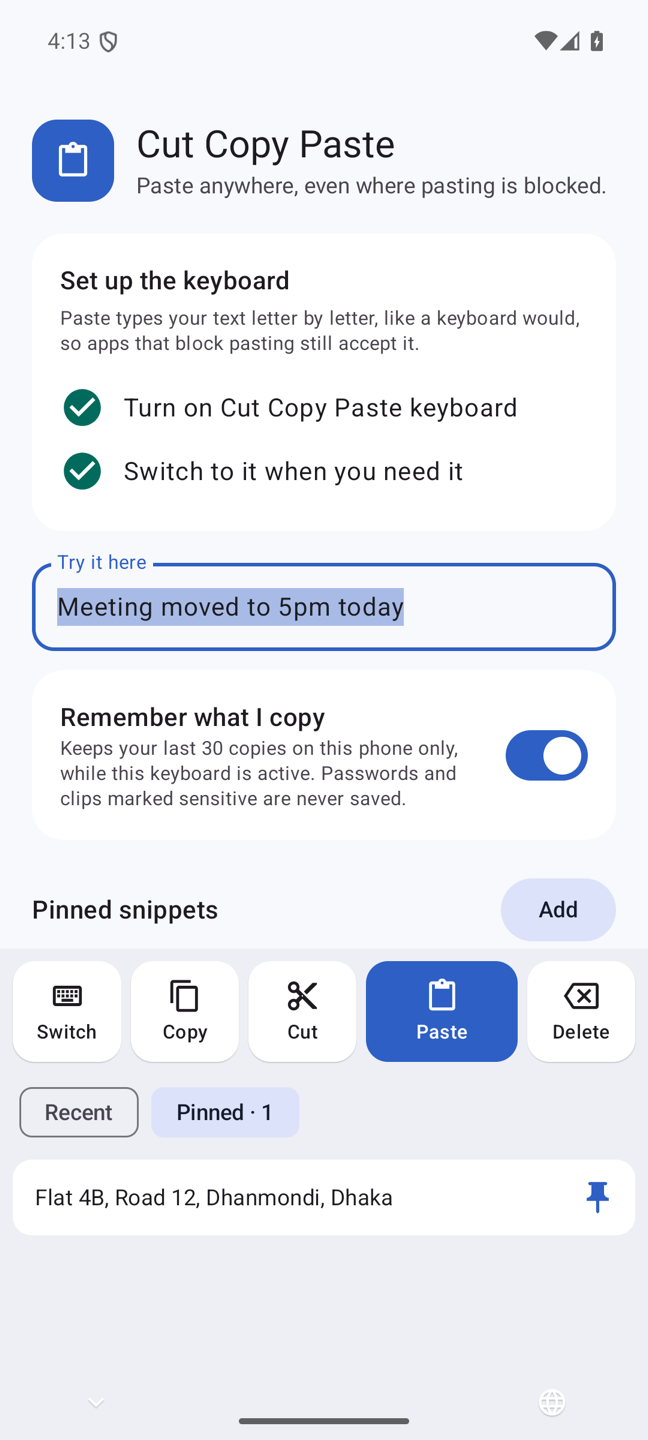 4:13
Cut Copy Paste
Paste anywhere, even where pasting is blocked.
Set up the keyboard
Paste types your text letter by letter, like a keyboard would,
so apps that block pasting still accept it.
Turn on Cut Copy Paste keyboard
Switch to it when you need it
Try it here
Meeting moved to 5pm today
Remember what I copy
Keeps your last 30 copies on this phone only,
while this keyboard is active. Passwords and
clips marked sensitive are never saved.
Pinned snippets
Add
Switch
Copy
Cut
Paste
Delete
Recent
Pinned · 1
Flat 4B, Road 12, Dhanmondi, Dhaka